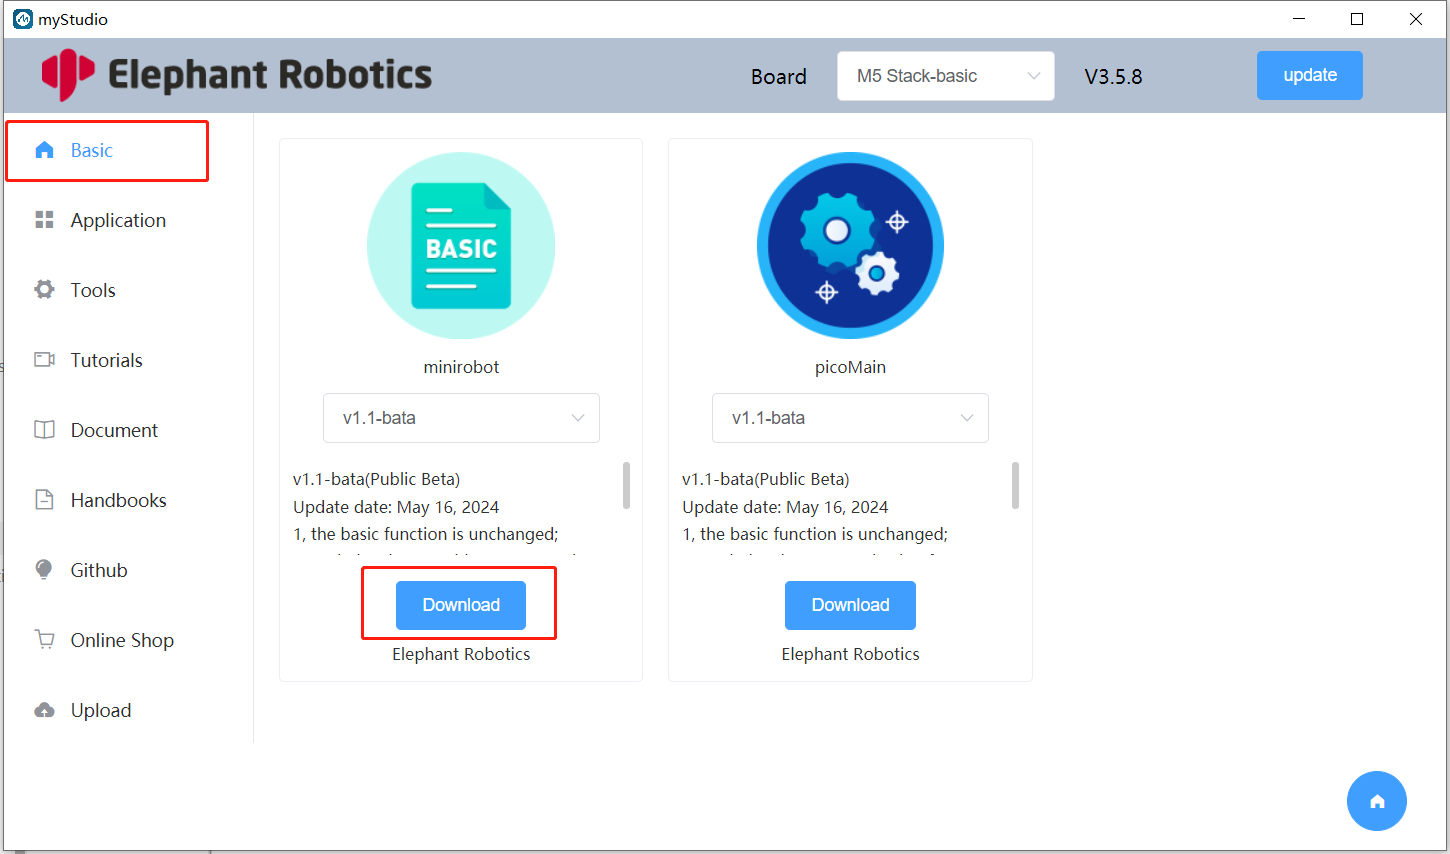 myStudio
Elephant Robotics
Board
M5 Stack-basic
V3.5.8
update
Basic
Application
Tools
Tutorials
Document
Handbooks
Github
Online Shop
Upload
BASIC
minirobot
v1.1-bata
v1.1-bata(Public Beta)
Update date: May 16, 2024
1, the basic function is unchanged;
Download
Elephant Robotics
picoMain
v1.1-bata
v1.1-bata(Public Beta)
Update date: May 16, 2024
1, the basic function is unchanged;
Download
Elephant Robotics